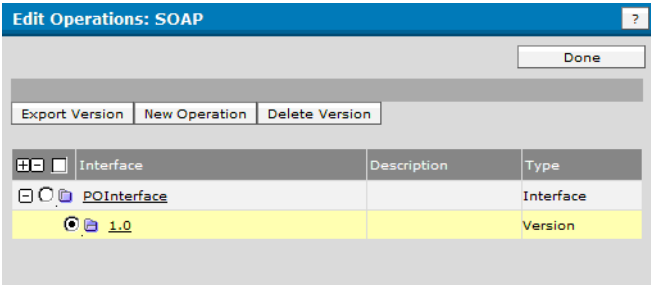 Edit Operations: SOAP ?
Done
Export Version New Operation Delete Version
Interface Description Type
POInterface Interface
1.0 Version